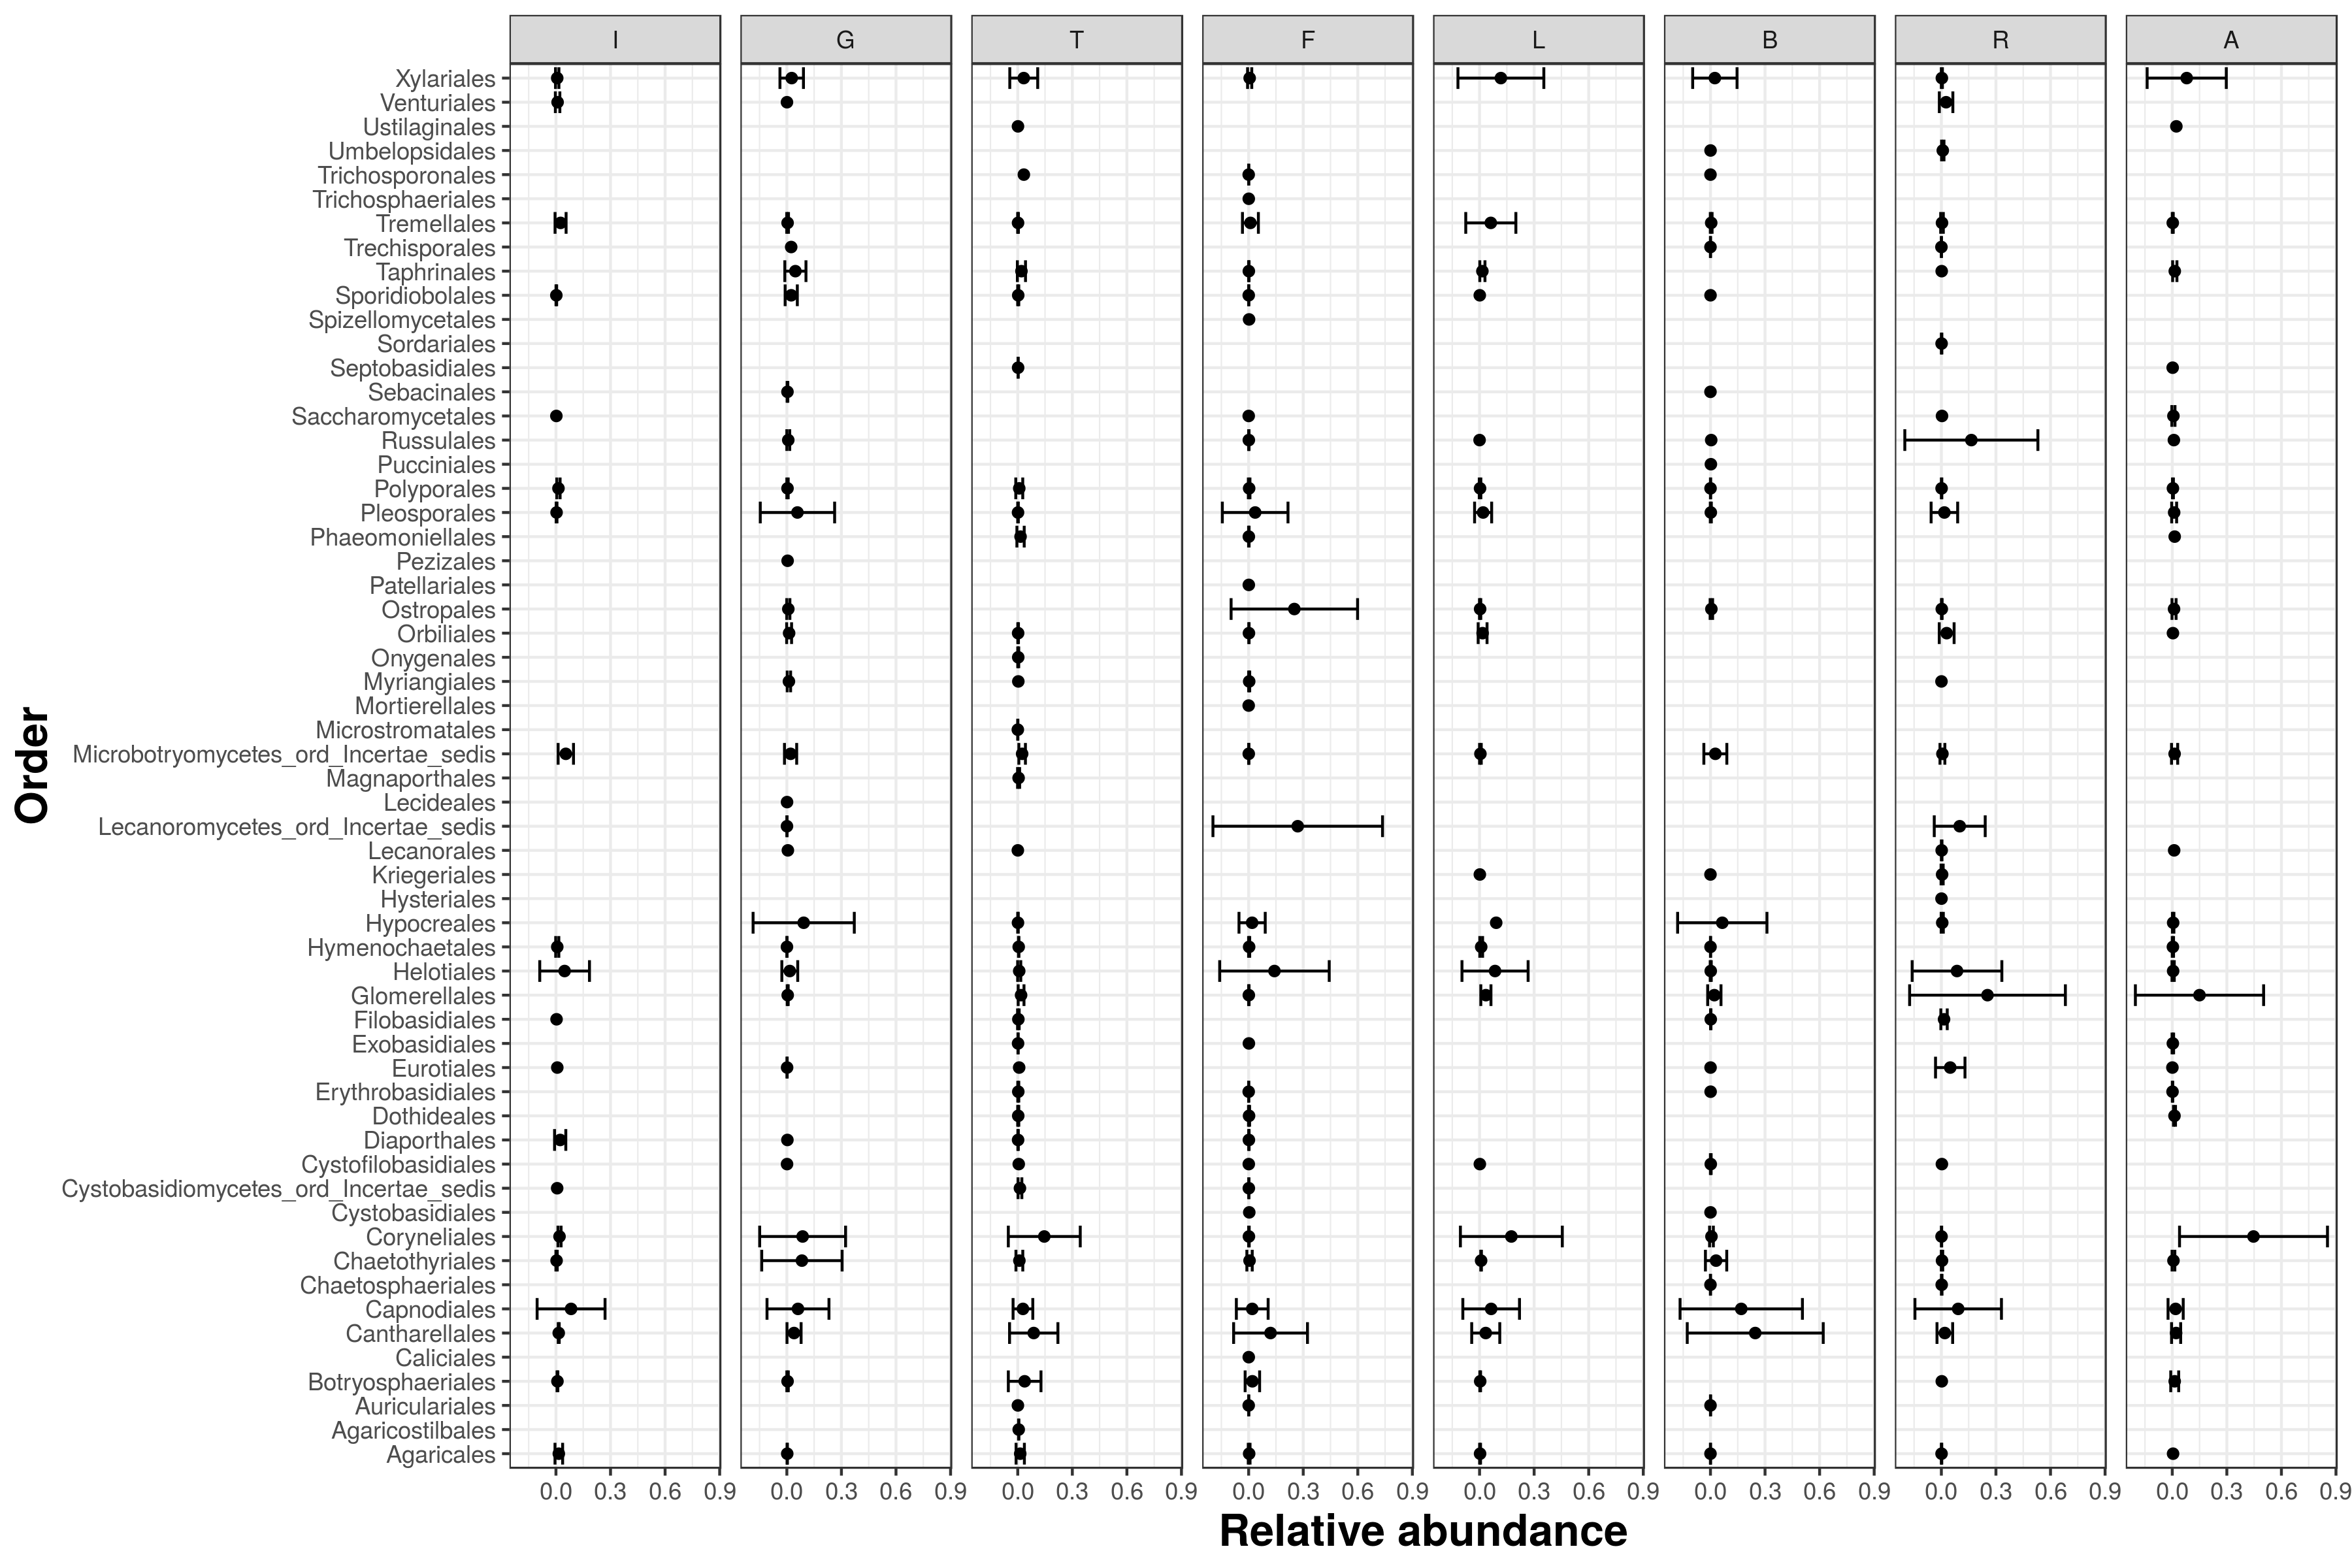 I G T F L B R A
Xylariales
Venturiales
Ustilaginales
Umbelopsidales
Trichosporonales
Trichosphaeriales
Tremellales
Trechisporales
Taphrinales
Sporidiobolales
Spizellomycetales
Sordariales
Septobasidiales
Sebacinales
Saccharomycetales
Russulales
Pucciniales
Polyporales
Pleosporales
Phaeomoniellales
Pezizales
Patellariales
Ostropales
Orbiliales
Onygenales
Myriangiales
Mortierellales
Microstromatales
Microbotryomycetes_ord_Incertae_sedis
Magnaporthales
Lecideales
Lecanoromycetes_ord_Incertae_sedis
Lecanorales
Kriegeriales
Hysteriales
Hypocreales
Hymenochaetales
Helotiales
Glomerellales
Filobasidiales
Exobasidiales
Eurotiales
Erythrobasidiales
Dothideales
Diaporthales
Cystofilobasidiales
Cystobasidiomycetes_ord_Incertae_sedis
Cystobasidiales
Coryneliales
Chaetothyriales
Chaetosphaeriales
Capnodiales
Cantharellales
Caliciales
Botryosphaeriales
Auriculariales
Agaricostilbales
Agaricales
Order
0.0 0.3 0.6 0.9 0.0 0.3 0.6 0.9 0.0 0.3 0.6 0.9 0.0 0.3 0.6 0.9 0.0 0.3 0.6 0.9 0.0 0.3 0.6 0.9 0.0 0.3 0.6 0.9 0.0 0.3 0.6 0.9
Relative abundance